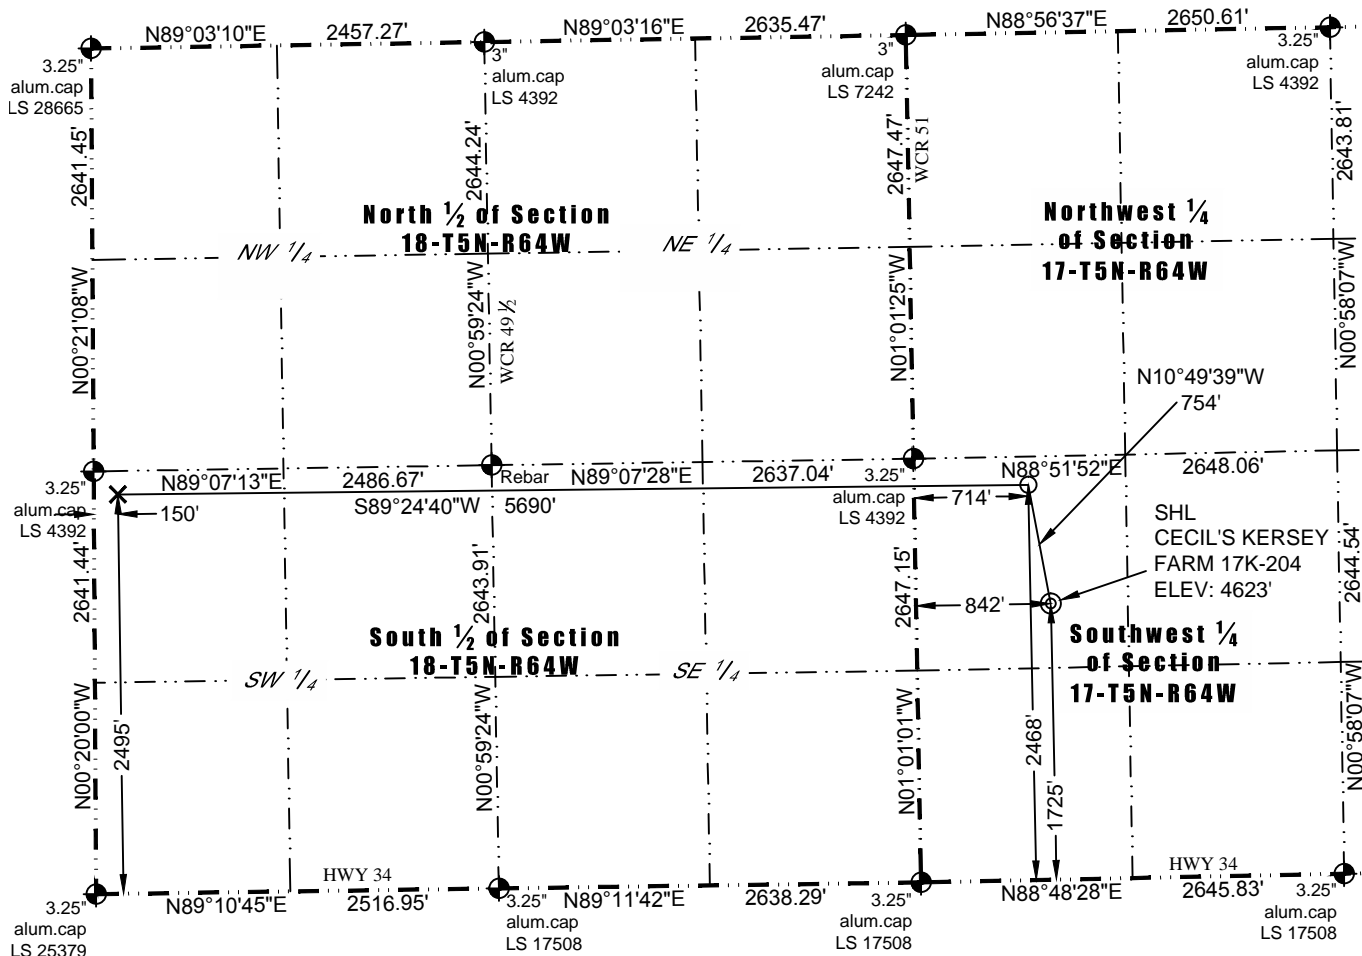 N89°03'10"E 2457.27' N89°03'16"E 2635.47' N88°56'37"E 2650.61'
3.25"
alum.cap
LS 28665
3"
alum.cap
LS 4392
3"
alum.cap
LS 7242
3.25"
alum.cap
LS 4392
2641.45'
2644.24'
2647.47'
WCR 51
2643.81'
North ½ of Section
18-T5N-R64W
NW 1/4
NE 1/4
Northwest ¼
of Section
17-T5N-R64W
N00°21'08"W
N00°59'24"W
WCR 49 ½
N01°01'25"W
N00°58'07"W
N10°49'39"W
754'
N89°07'13"E 2486.67' Rebar N89°07'28"E 2637.04' N88°51'52"E 2648.06'
3.25"
alum.cap
LS 4392
150'
S89°24'40"W 5690'
3.25"
alum.cap
LS 4392
714'
SHL
CECIL'S KERSEY
FARM 17K-204
ELEV: 4623'
2641.44'
2643.91'
2647.15'
842'
2644.54'
South ½ of Section
18-T5N-R64W
SW 1/4
SE 1/4
Southwest ¼
of Section
17-T5N-R64W
N00°20'00"W
2495'
N00°59'24"W
N01°01'01"W
2468'
1725'
N00°58'07"W
HWY 34
HWY 34
N89°10'45"E 2516.95' N89°11'42"E 2638.29' N88°48'28"E 2645.83'
3.25"
alum.cap
LS 25379
3.25"
alum.cap
LS 17508
3.25"
alum.cap
LS 17508
3.25"
alum.cap
LS 17508